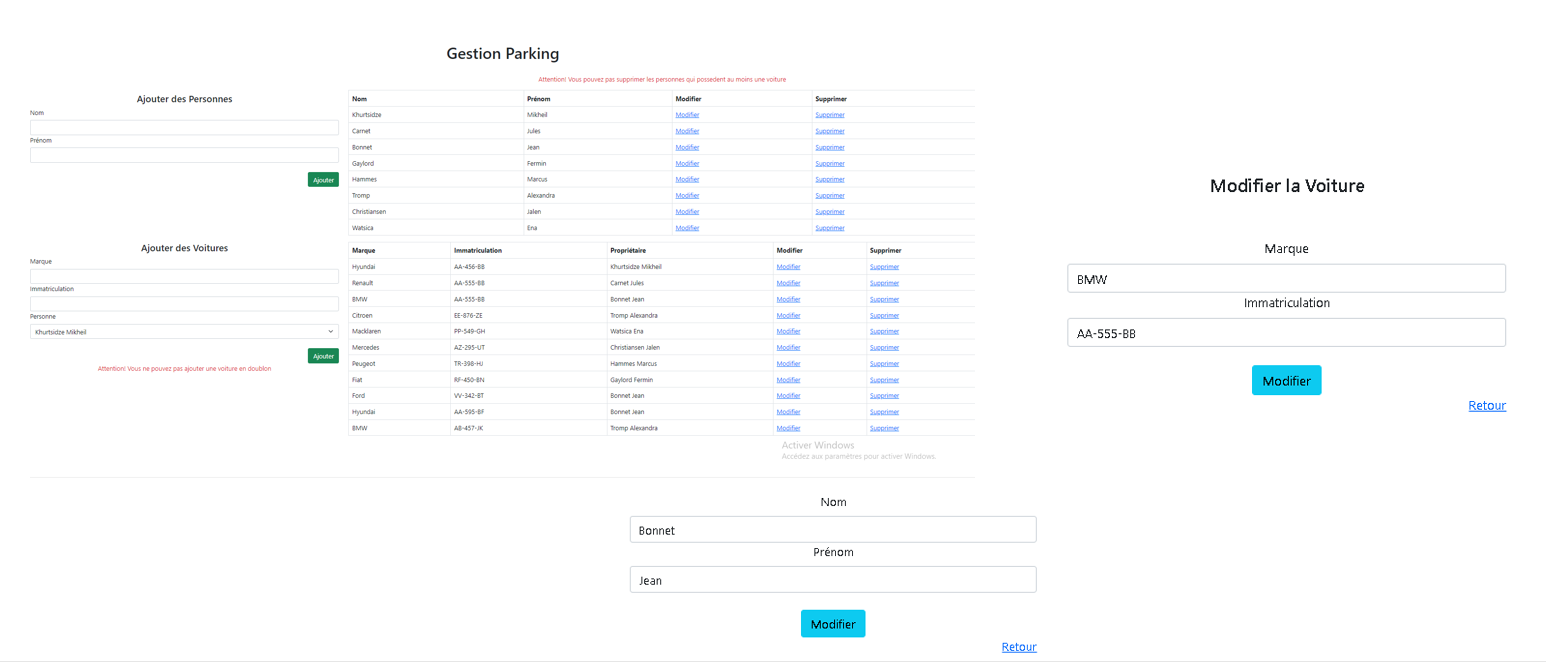 Gestion Parking
Attention! Vous pouvez pas supprimer les personnes qui possedent au moins une voiture
Ajouter des Personnes
Nom
Prénom
Ajouter
Nom Prénom Modifier Supprimer
Khurtsidze Mikheil Modifier Supprimer
Carnet Jules Modifier Supprimer
Bonnet Jean Modifier Supprimer
Gaylord Fermin Modifier Supprimer
Hammes Marcus Modifier Supprimer
Tromp Alexandra Modifier Supprimer
Christiansen Jalen Modifier Supprimer
Watsica Ena Modifier Supprimer
Ajouter des Voitures
Marque
Immatriculation
Personne
Khurtsidze Mikheil
Ajouter
Attention! Vous ne pouvez pas ajouter une voiture en doublon
Marque Immatriculation Propriétaire Modifier Supprimer
Hyundai AA-456-BB Khurtsidze Mikheil Modifier Supprimer
Renault AA-555-BB Carnet Jules Modifier Supprimer
BMW AA-555-BB Bonnet Jean Modifier Supprimer
Citroen EE-876-ZE Tromp Alexandra Modifier Supprimer
Macklaren PP-549-GH Watsica Ena Modifier Supprimer
Mercedes AZ-295-UT Christiansen Jalen Modifier Supprimer
Peugeot TR-398-HJ Hammes Marcus Modifier Supprimer
Fiat RF-450-BN Gaylord Fermin Modifier Supprimer
Ford VV-342-BT Bonnet Jean Modifier Supprimer
Hyundai AA-595-BF Bonnet Jean Modifier Supprimer
BMW AB-457-JK Tromp Alexandra Modifier Supprimer
Activer Windows
Accédez aux paramètres pour activer Windows.
Modifier la Voiture
Marque
BMW
Immatriculation
AA-555-BB
Modifier
Retour
Nom
Bonnet
Prénom
Jean
Modifier
Retour